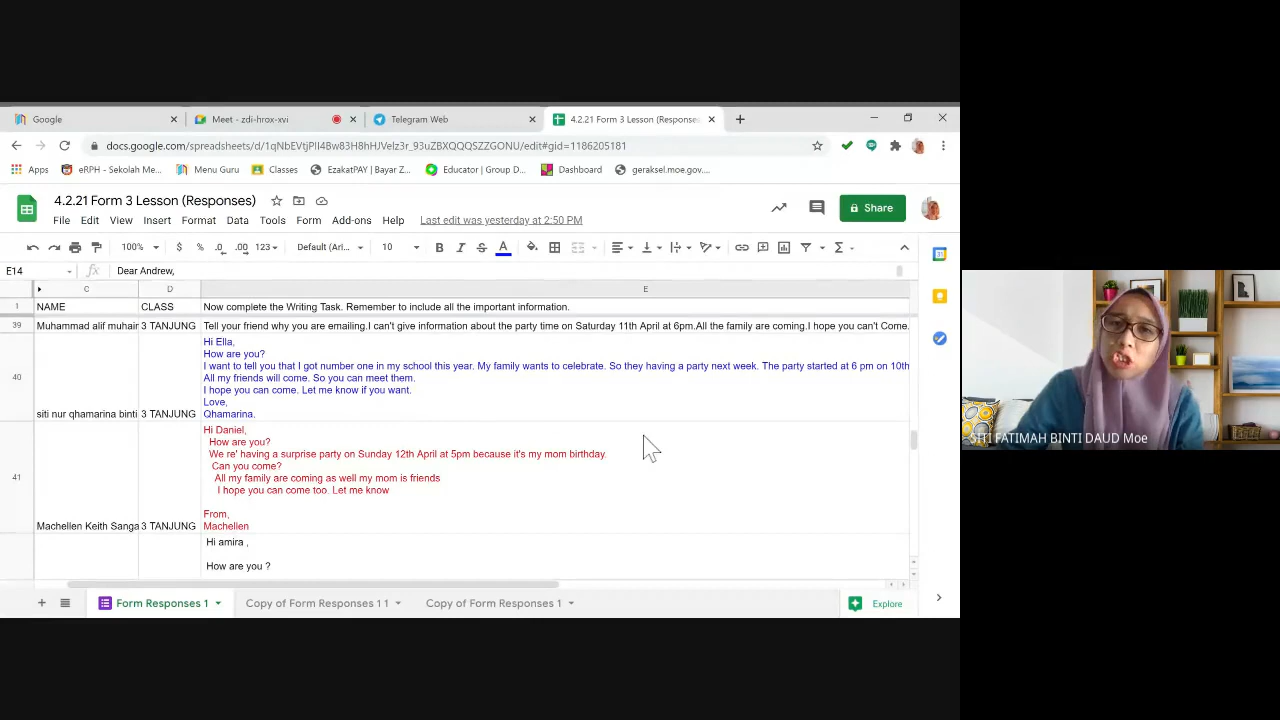 Google
Meet - zdi-hrox-xvi
Telegram Web
4.2.21 Form 3 Lesson (Responses
docs.google.com/spreadsheets/d/1qNbEVtjPlI4Bw83H8hHJVelz3r_93uZBXQQQSZZGONU/edit#gid=1186205181
Apps
eRPH - Sekolah Me...
Menu Guru
Classes
EzakatPAY | Bayar Z...
Educator | Group D...
Dashboard
geraksel.moe.gov....
4.2.21 Form 3 Lesson (Responses)
File Edit View Insert Format Data Tools Form Add-ons Help Last edit was yesterday at 2:50 PM
Share
100% $ % .0 .00 123 Default (Ari... 10 B I S A
E14 fx Dear Andrew,
C D E
1 NAME CLASS Now complete the Writing Task. Remember to include all the important information.
39 Muhammad alif muhair 3 TANJUNG Tell your friend why you are emailing.I can't give information about the party time on Saturday 11th April at 6pm.All the family are coming.I hope you can't Come.
Hi Ella,
How are you?
I want to tell you that I got number one in my school this year. My family wants to celebrate. So they having a party next week. The party started at 6 pm on 10th
40 All my friends will come. So you can meet them.
I hope you can come. Let me know if you want.
Love,
siti nur qhamarina binti 3 TANJUNG Qhamarina.
Hi Daniel,
How are you?
We re' having a surprise party on Sunday 12th April at 5pm because it's my mom birthday.
Can you come?
41 All my family are coming as well my mom is friends
I hope you can come too. Let me know
From,
Machellen Keith Sanga 3 TANJUNG Machellen
Hi amira ,
How are you ?
Form Responses 1 Copy of Form Responses 1 1 Copy of Form Responses 1 Explore
SITI FATIMAH BINTI DAUD Moe